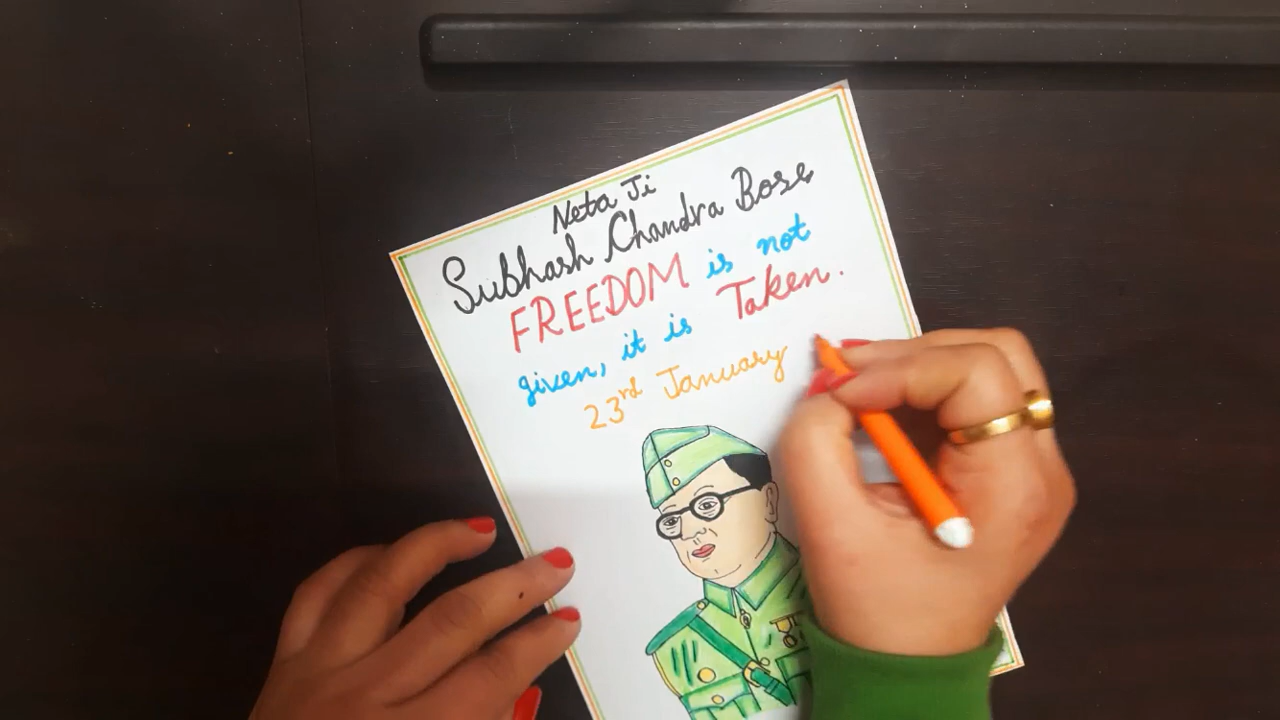 Neta Ji
Subhash Chandra Bose
FREEDOM is not
given, it is Taken.
23rd January